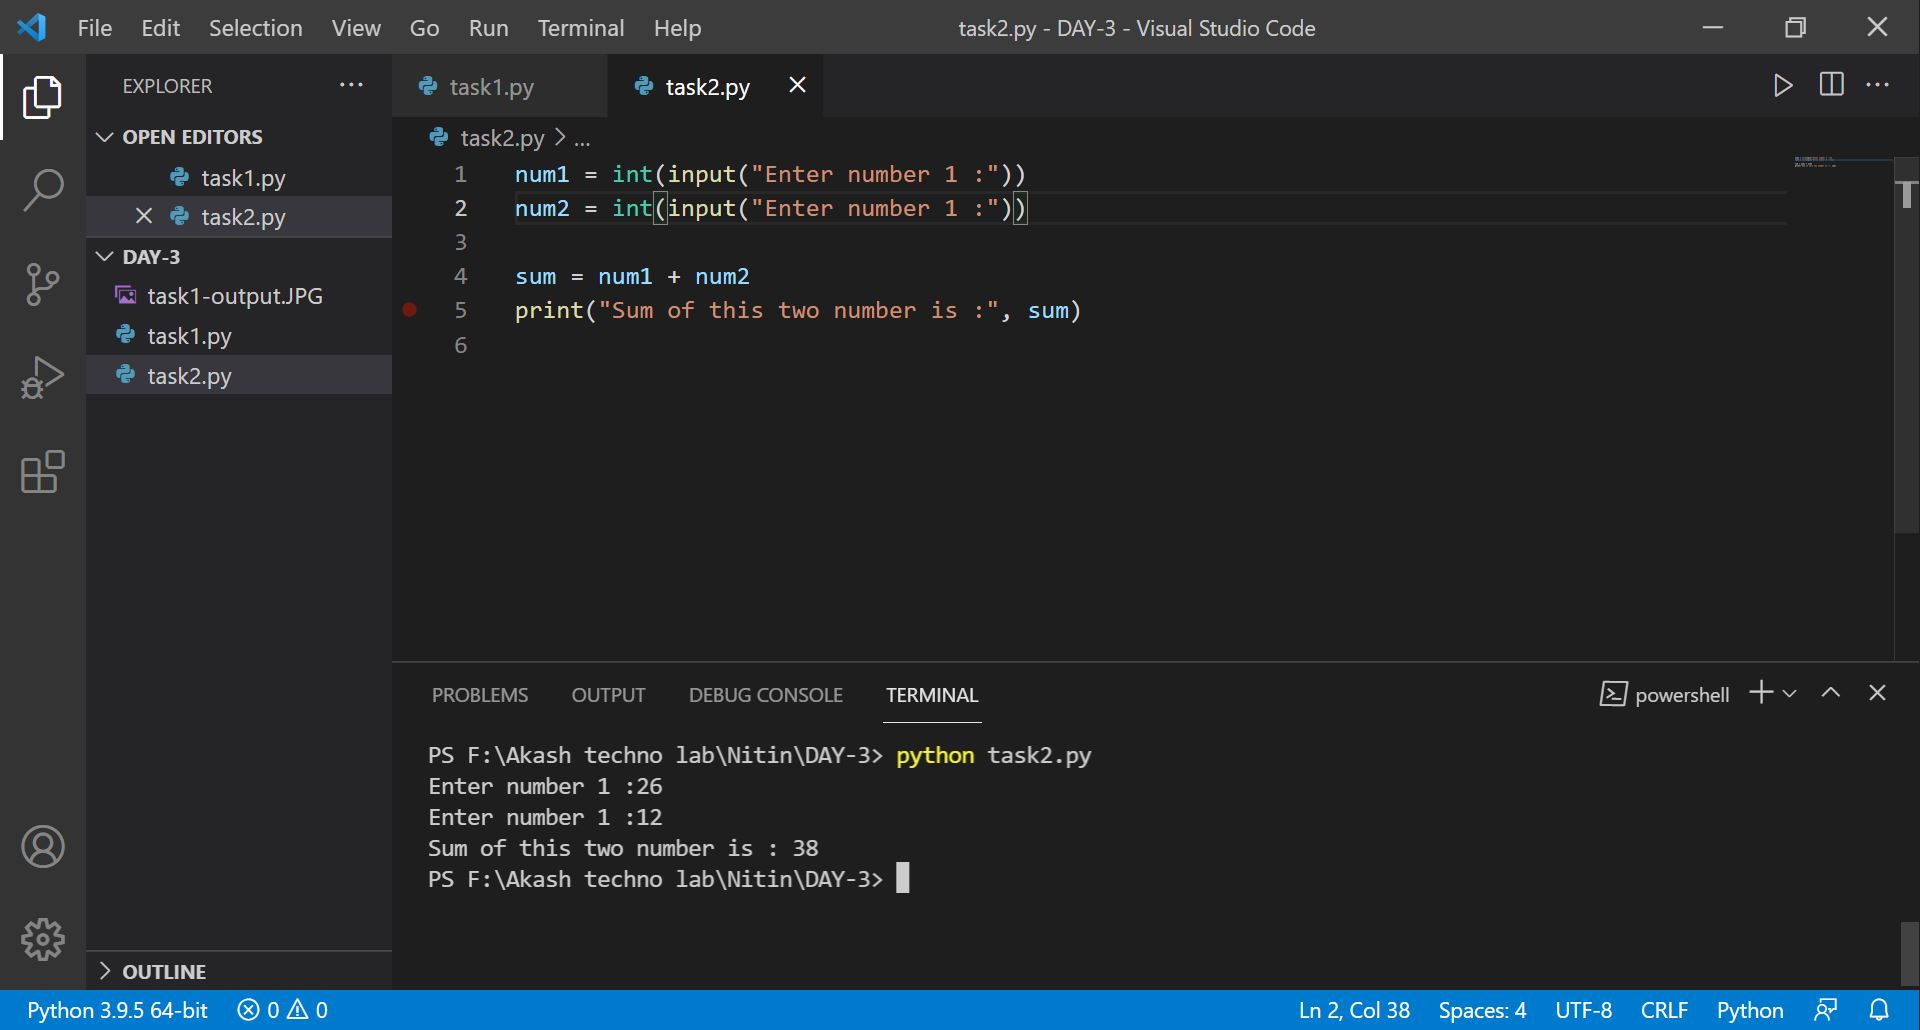 File Edit Selection View Go Run Terminal Help
task2.py - DAY-3 - Visual Studio Code
EXPLORER
OPEN EDITORS
task1.py
task2.py
DAY-3
task1-output.JPG
task1.py
task2.py
OUTLINE
task1.py
task2.py
task2.py > ...
1 num1 = int(input("Enter number 1 :"))
2 num2 = int(input("Enter number 1 :"))
3
4 sum = num1 + num2
5 print("Sum of this two number is :", sum)
6
PROBLEMS OUTPUT DEBUG CONSOLE TERMINAL
powershell
PS F:\Akash techno lab\Nitin\DAY-3> python task2.py
Enter number 1 :26
Enter number 1 :12
Sum of this two number is : 38
PS F:\Akash techno lab\Nitin\DAY-3>
Python 3.9.5 64-bit 0 0 Ln 2, Col 38 Spaces: 4 UTF-8 CRLF Python